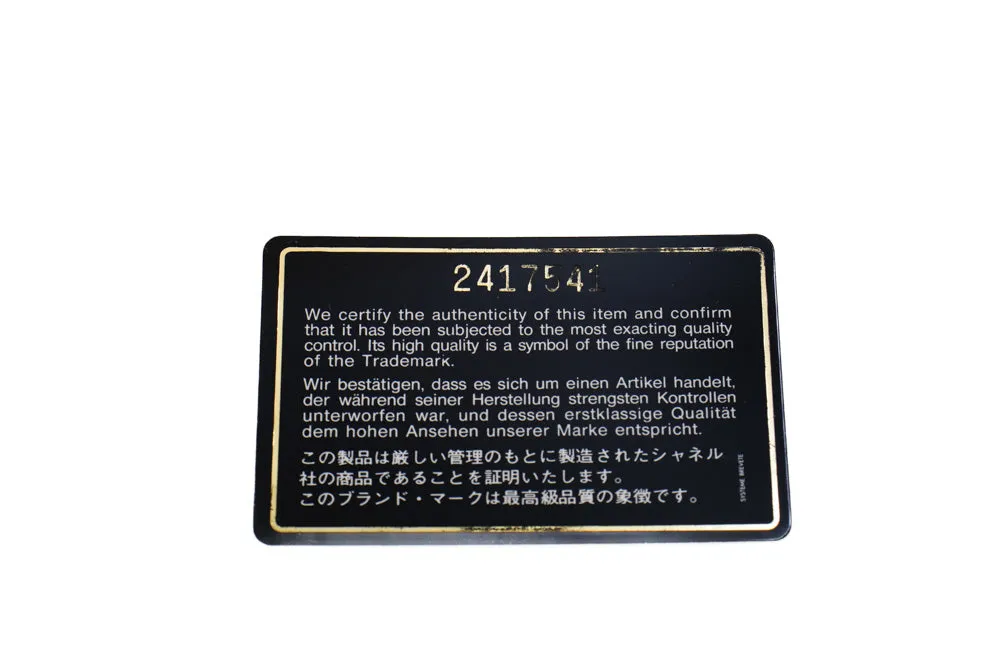 2417541
We certify the authenticity of this item and confirm
that it has been subjected to the most exacting quality
control. Its high quality is a symbol of the fine reputation
of the Trademark.
Wir bestätigen, dass es sich um einen Artikel handelt,
der während seiner Herstellung strengsten Kontrollen
unterworfen war, und dessen erstklassige Qualität
dem hohen Ansehen unserer Marke entspricht.
この製品は厳しい管理のもとに製造されたシャネル
社の商品であることを証明いたします。
このブランド・マークは最高級品質の象徴です。
SYSTEME BREVETE